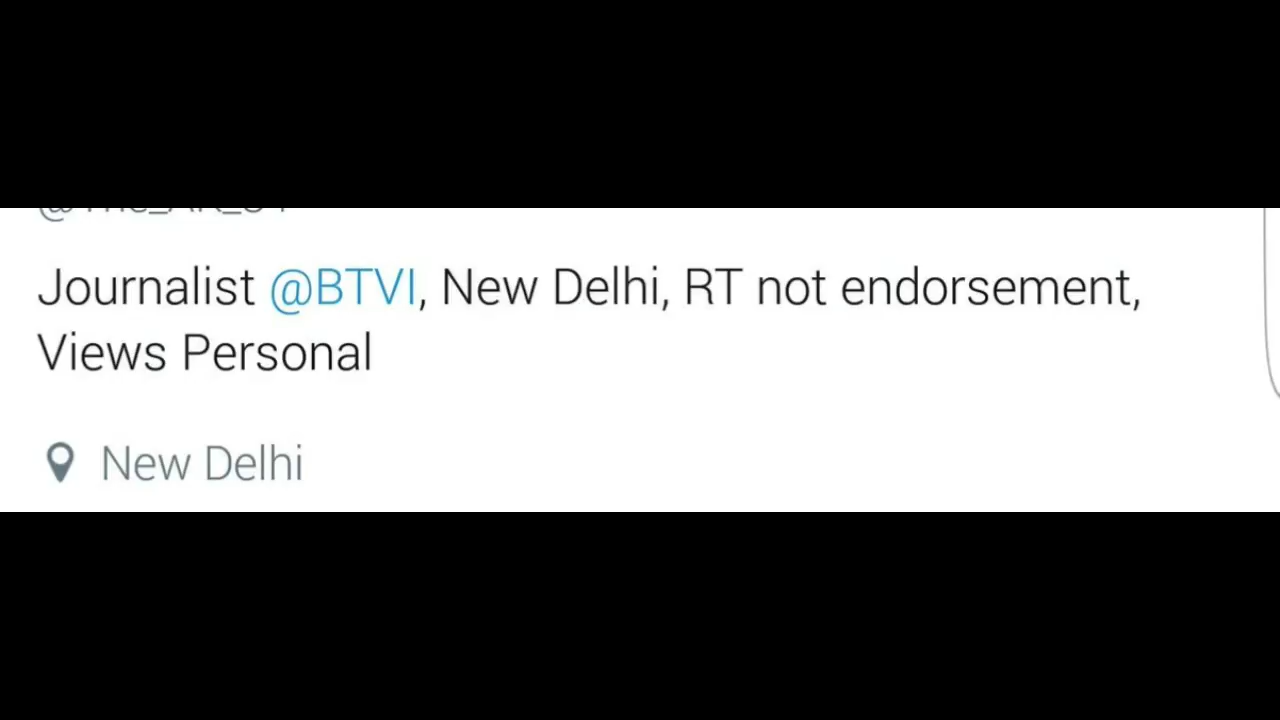 Journalist @BTVI, New Delhi, RT not endorsement,
Views Personal
New Delhi